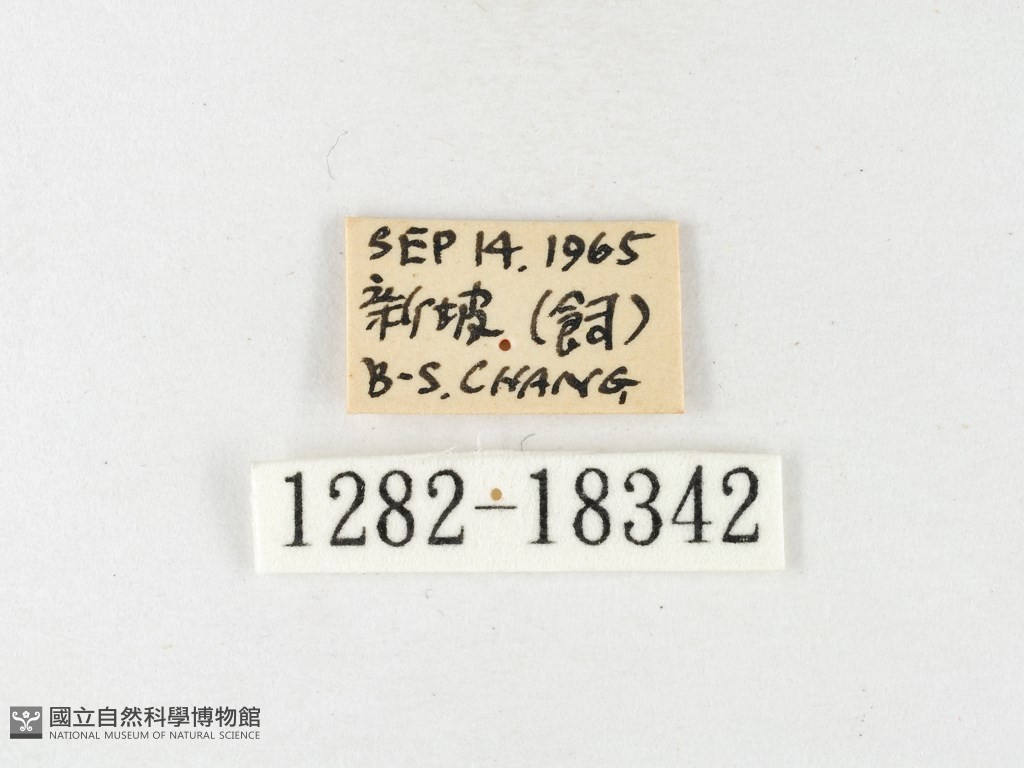 SEP 14. 1965
新坡. (飼)
B-S. CHANG
1282-18342
國立自然科學博物館
NATIONAL MUSEUM OF NATURAL SCIENCE